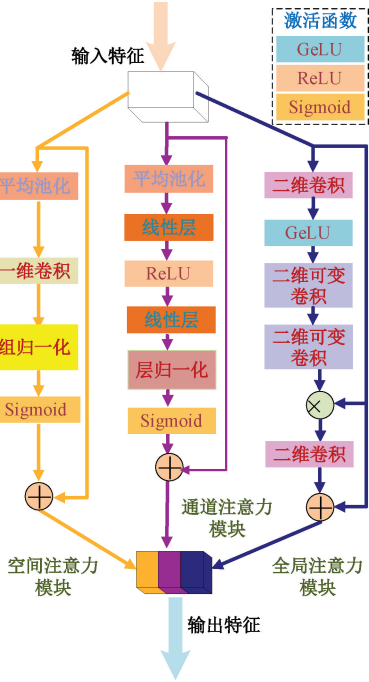 输入特征
激活函数
GeLU
ReLU
Sigmoid
平均池化
一维卷积
组归一化
Sigmoid
平均池化
线性层
ReLU
线性层
层归一化
Sigmoid
二维卷积
GeLU
二维可变
卷积
二维可变
卷积
二维卷积
空间注意力
模块
通道注意力
模块
全局注意力
模块
输出特征